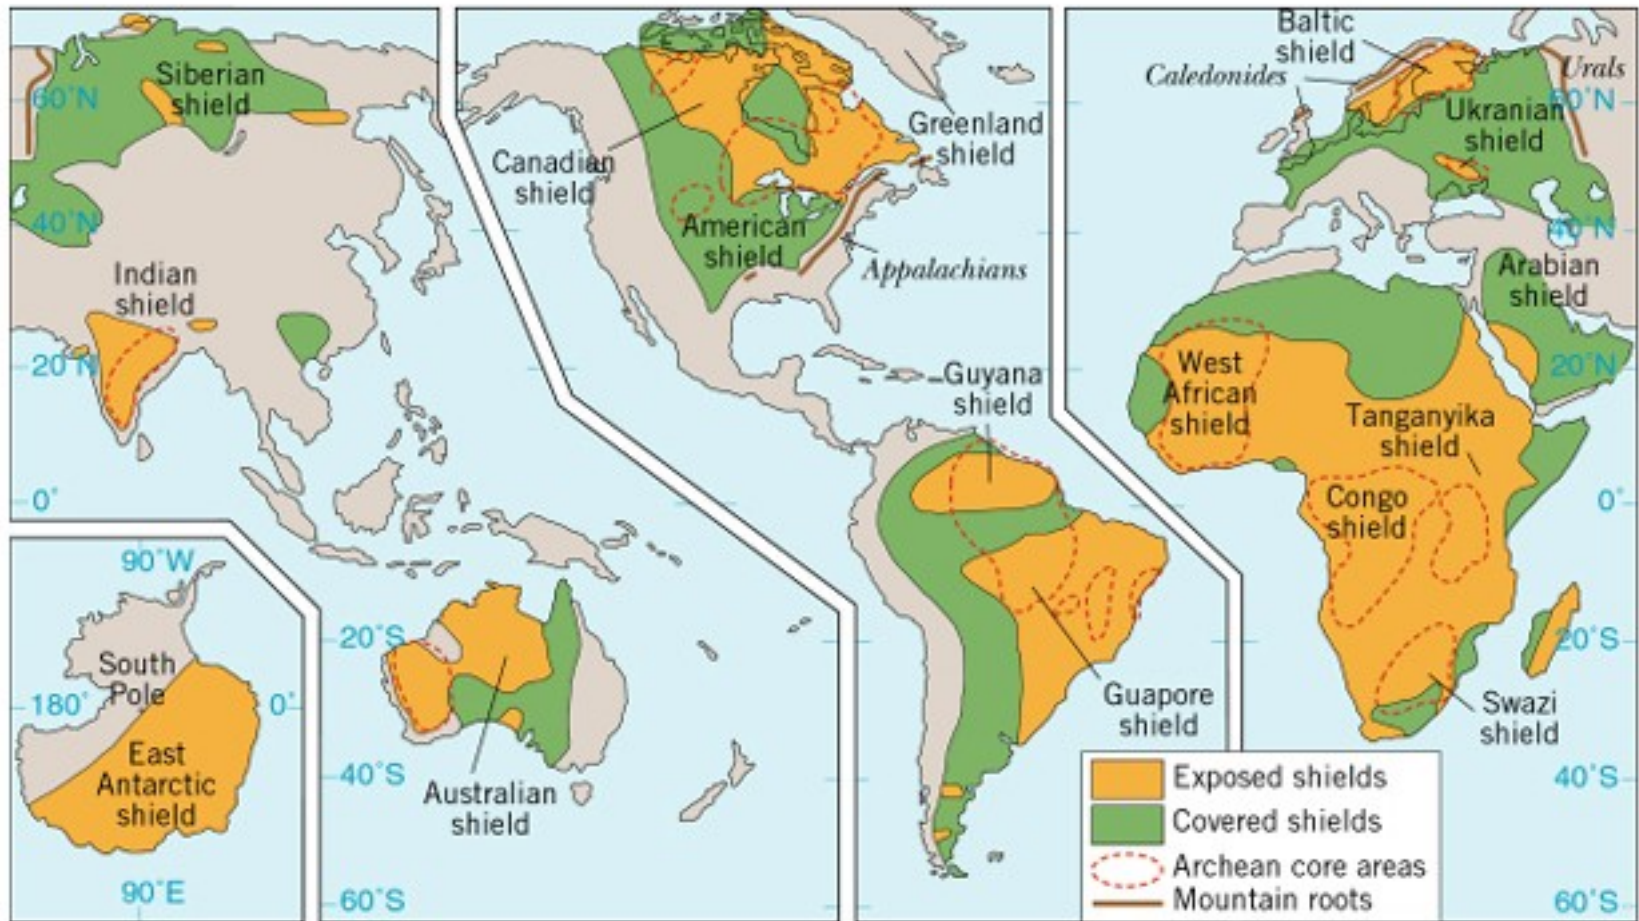 Siberian
shield
60°N
40°N
Indian
shield
20°N
0°
90°W
South
Pole
180°
0°
East
Antarctic
shield
90°E
20°S
40°S
Australian
shield
60°S
Canadian
shield
American
shield
Appalachians
Greenland
shield
Guyana
shield
Guapore
shield
Baltic
shield
Caledonides
Urals
60°N
Ukranian
shield
40°N
Arabian
shield
20°N
West
African
shield
Tanganyika
shield
Congo
shield
0°
20°S
Swazi
shield
40°S
60°S
Exposed shields
Covered shields
Archean core areas
Mountain roots